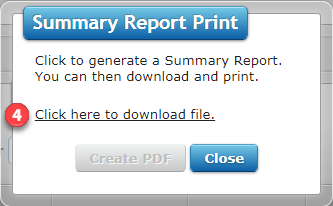 Summary Report Print
Click to generate a Summary Report.
You can then download and print.
4 Click here to download file.
Create PDF Close